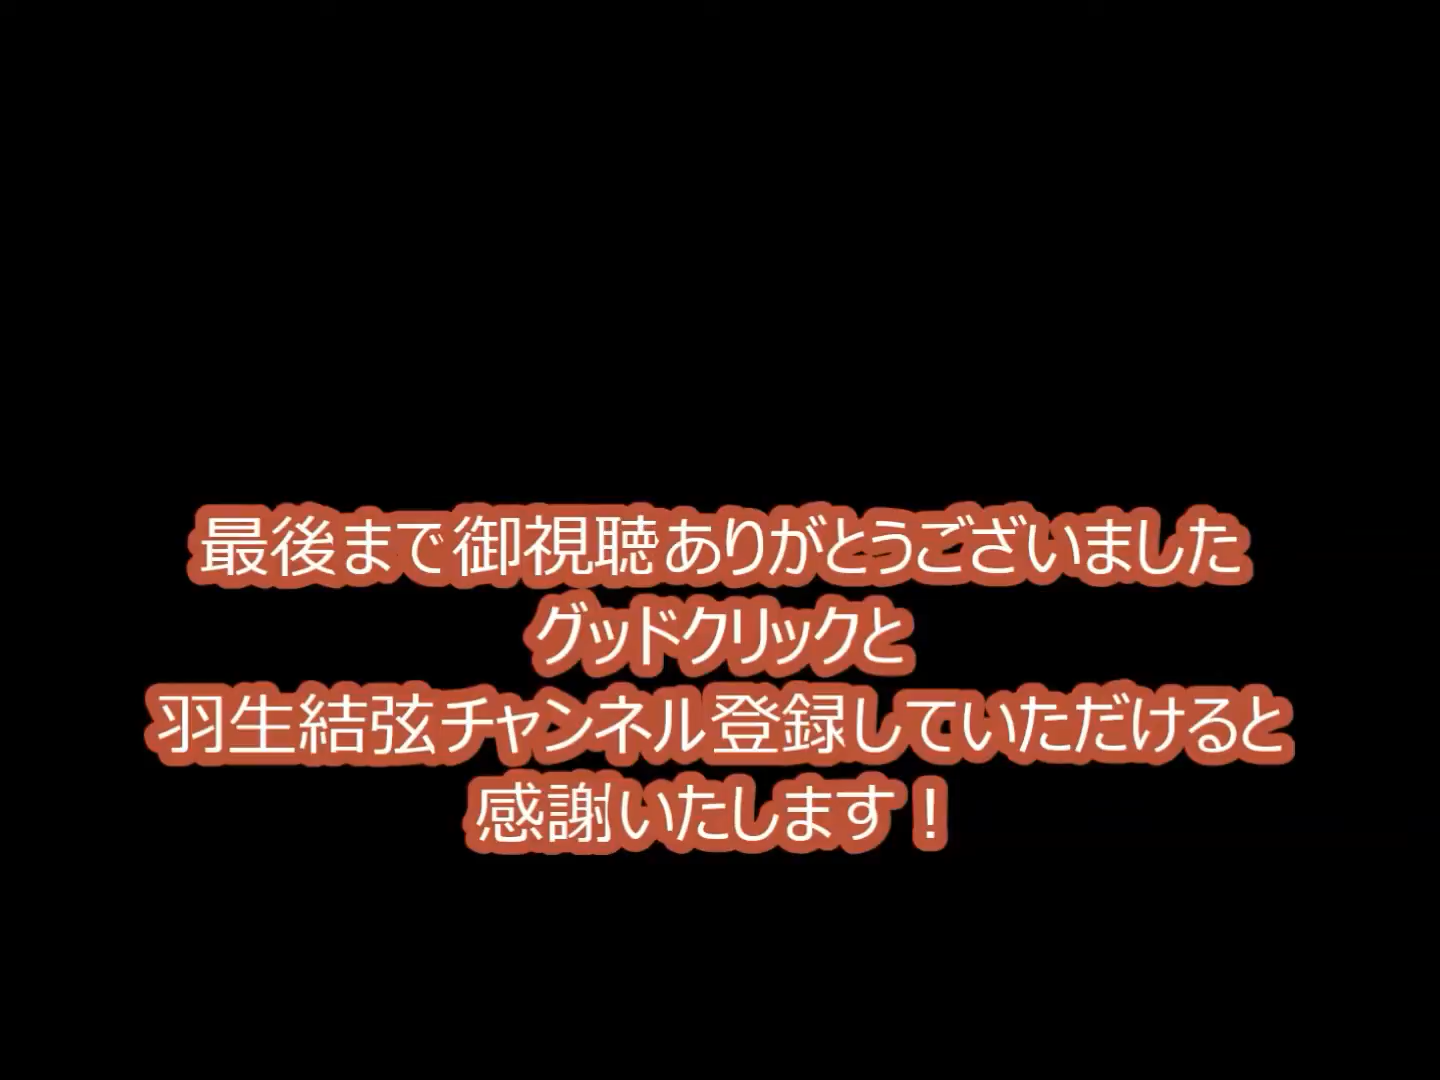 最後まで御視聴ありがとうございました
グッドクリックと
羽生結弦チャンネル登録していただけると
感謝いたします！